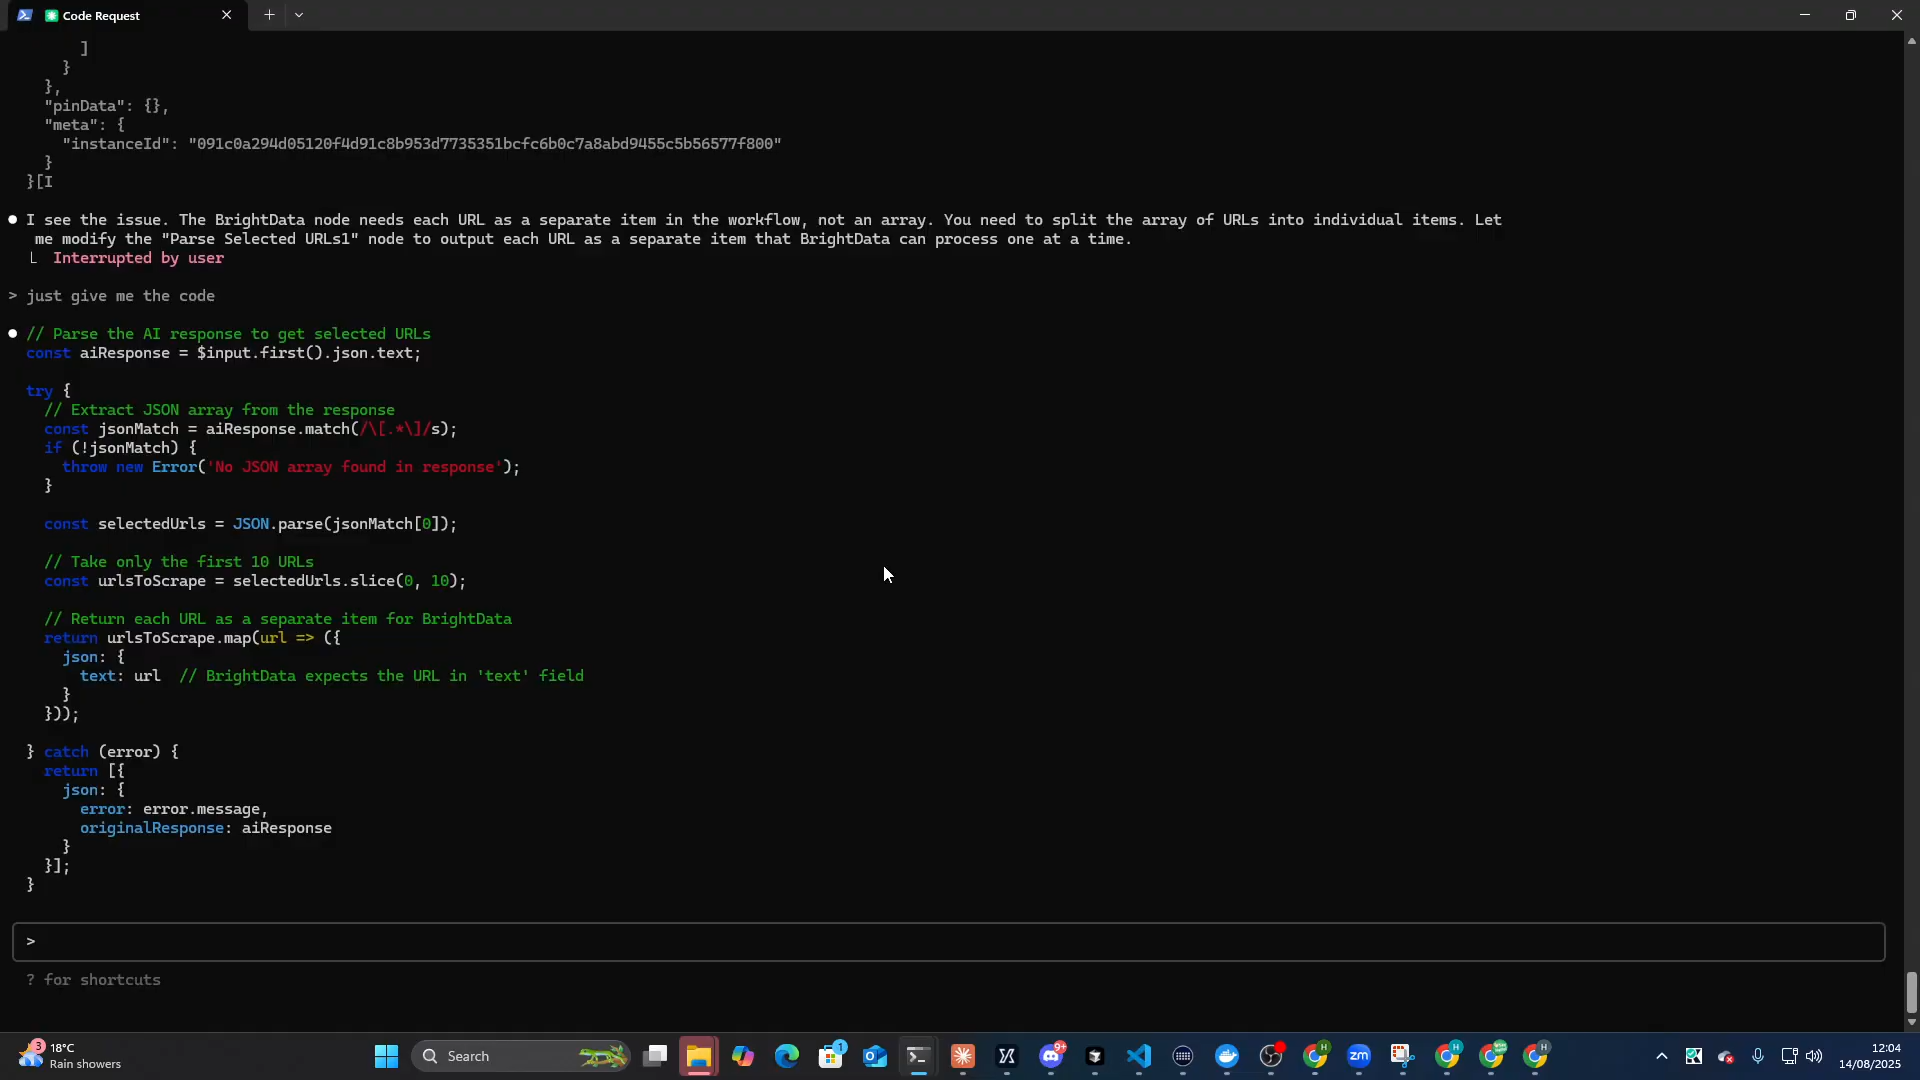 Code Request
]
}
},
"pinData": {},
"meta": {
"instanceId": "091c0a294d05120f4d91c8b953d7735351bcfc6b0c7a8abd9455c5b56577f800"
}
}[I
● I see the issue. The BrightData node needs each URL as a separate item in the workflow, not an array. You need to split the array of URLs into individual items. Let
me modify the "Parse Selected URLs1" node to output each URL as a separate item that BrightData can process one at a time.
⎿ Interrupted by user
> just give me the code
● // Parse the AI response to get selected URLs
const aiResponse = $input.first().json.text;
try {
// Extract JSON array from the response
const jsonMatch = aiResponse.match(/\[.*\]/s);
if (!jsonMatch) {
throw new Error('No JSON array found in response');
}
const selectedUrls = JSON.parse(jsonMatch[0]);
// Take only the first 10 URLs
const urlsToScrape = selectedUrls.slice(0, 10);
// Return each URL as a separate item for BrightData
return urlsToScrape.map(url => ({
json: {
text: url // BrightData expects the URL in 'text' field
}
}));
} catch (error) {
return [{
json: {
error: error.message,
originalResponse: aiResponse
}
}];
}
>
? for shortcuts
3
18°C
Rain showers
Search
1
9+
H
zm
H
H
12:04
14/08/2025